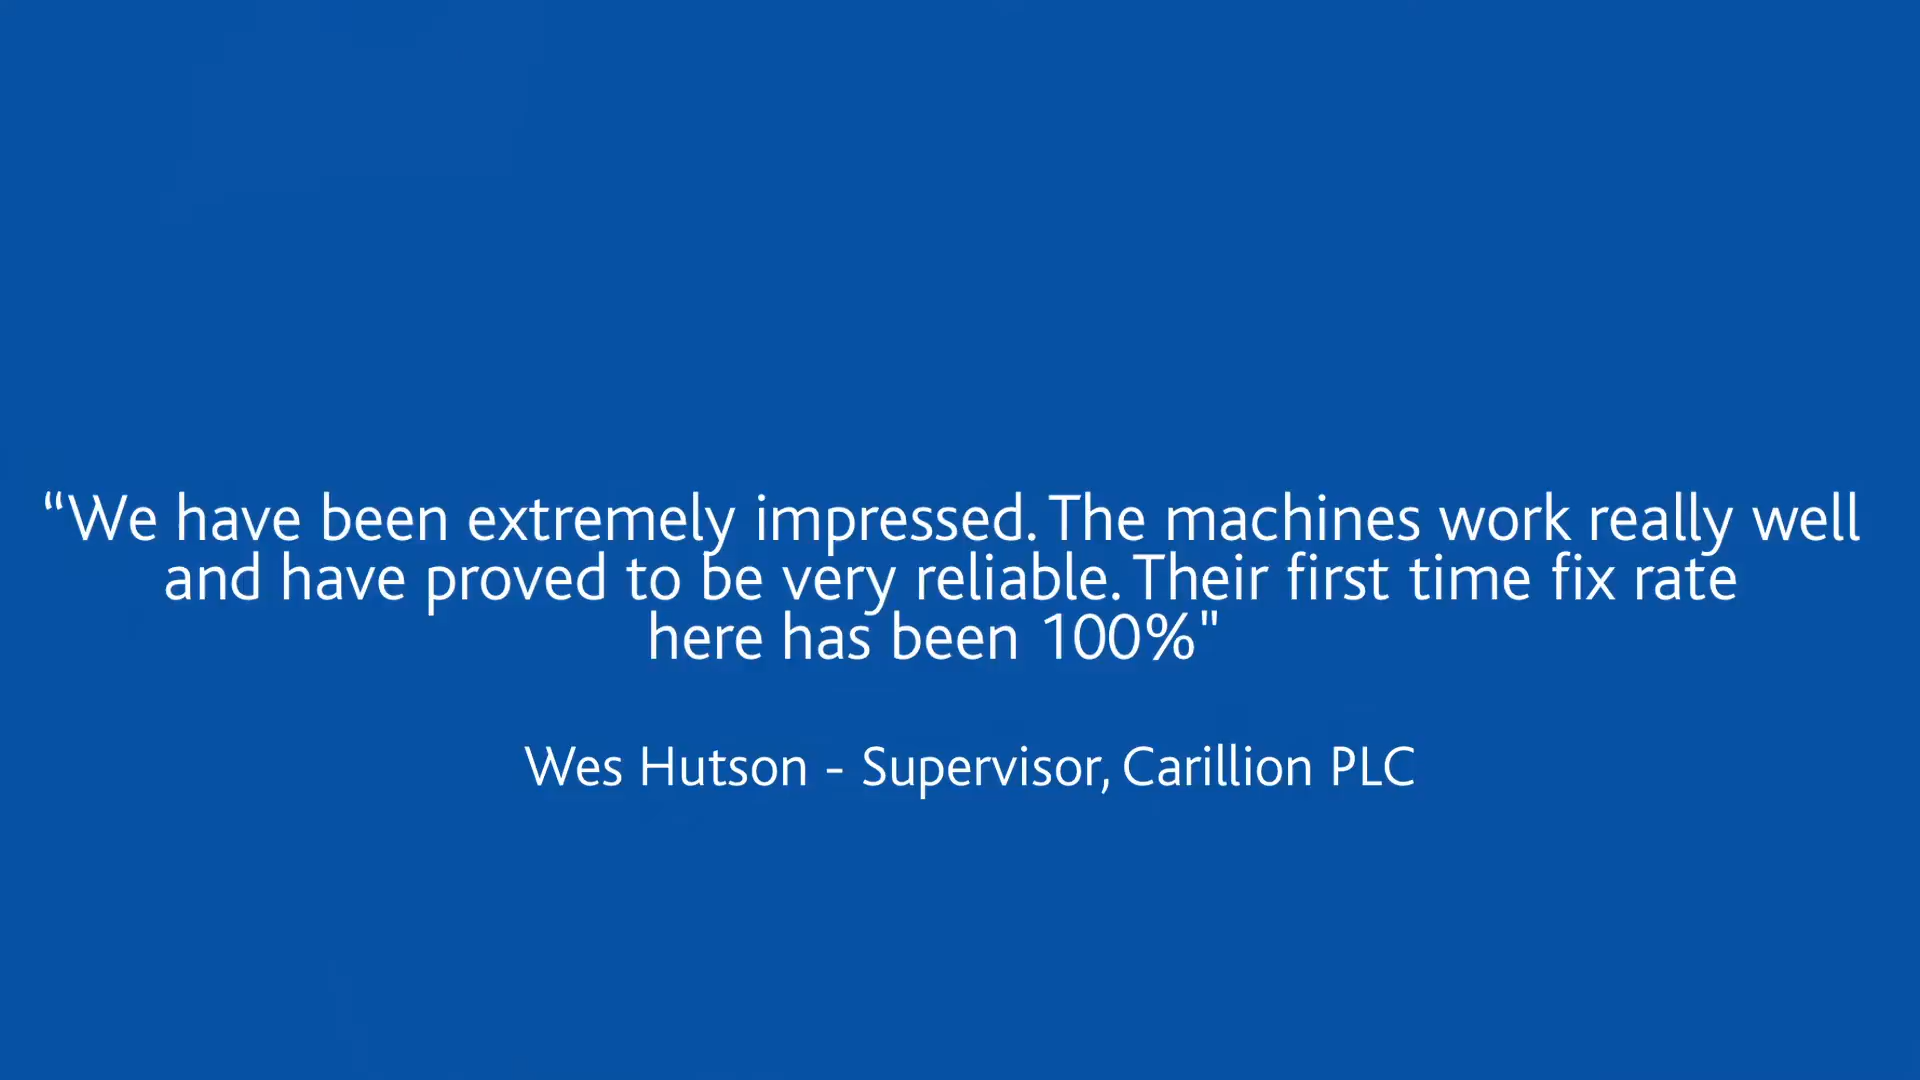 “We have been extremely impressed. The machines work really well
and have proved to be very reliable. Their first time fix rate
here has been 100%"
Wes Hutson - Supervisor, Carillion PLC